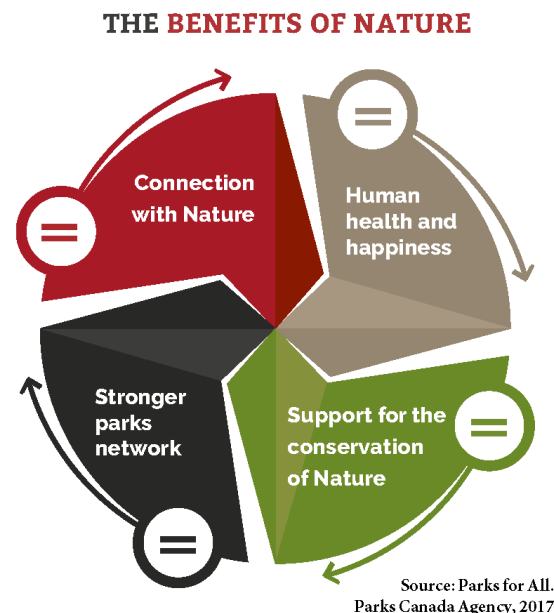 THE BENEFITS OF NATURE
Connection
with Nature
=
Human
health and
happiness
=
Support for the
conservation
of Nature
=
Stronger
parks
network
=
Source: Parks for All.
Parks Canada Agency, 2017